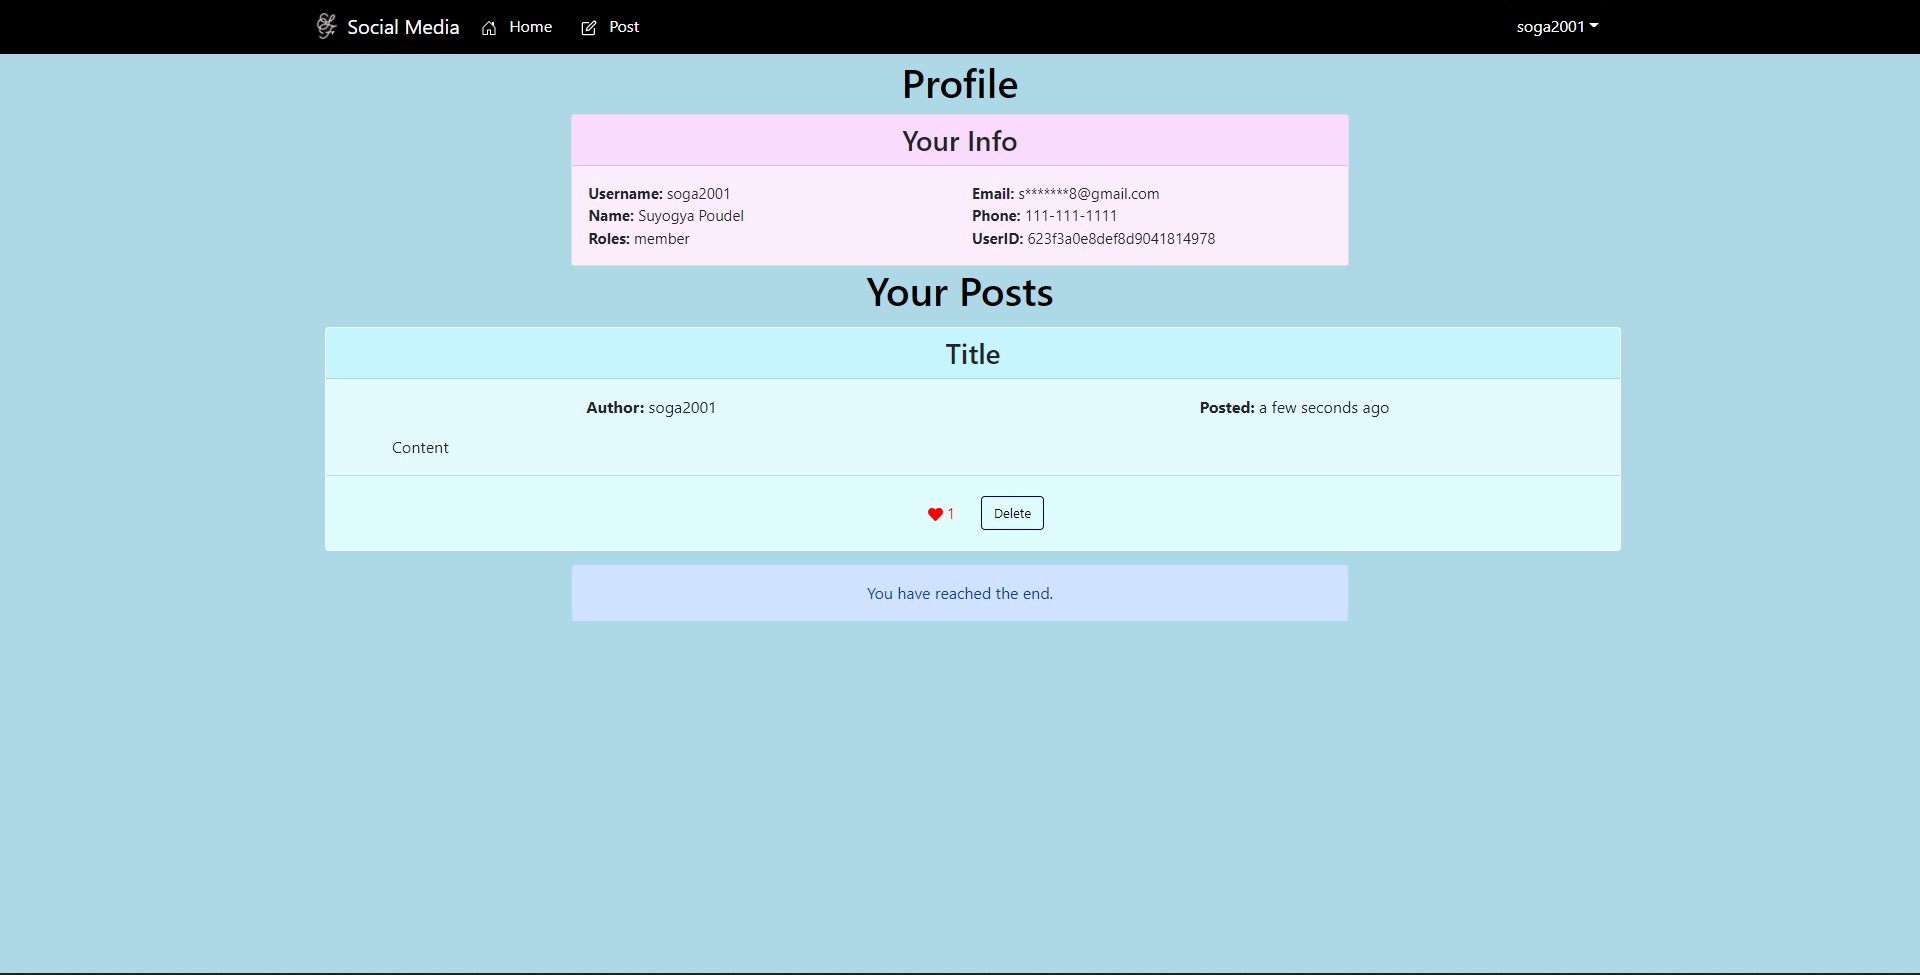 Social Media Home Post soga2001
Profile
Your Info
Username: soga2001 Email: s*******8@gmail.com
Name: Suyogya Poudel Phone: 111-111-1111
Roles: member UserID: 623f3a0e8def8d9041814978
Your Posts
Title
Author: soga2001 Posted: a few seconds ago
Content
1 Delete
You have reached the end.